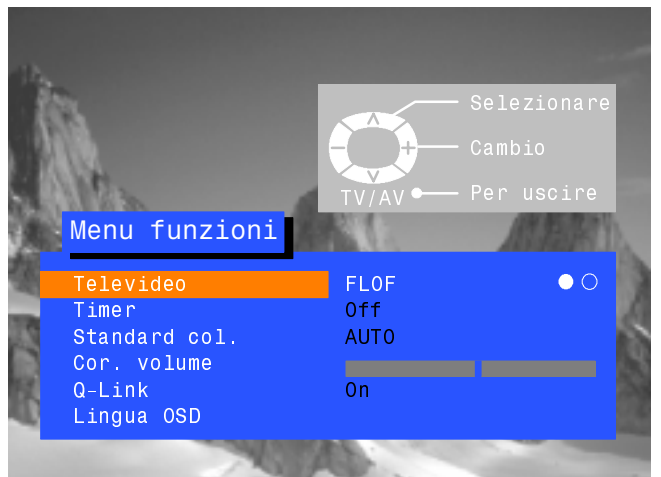 Selezionare
Cambio
TV/AV Per uscire
Menu funzioni
Televideo FLOF
Timer Off
Standard col. AUTO
Cor. volume
Q-Link On
Lingua OSD